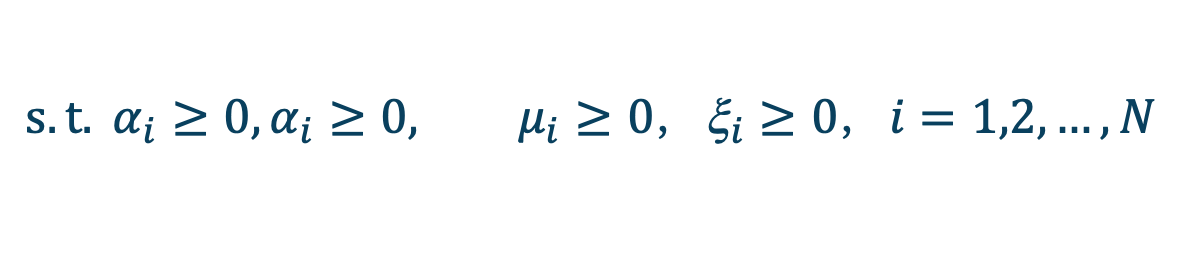 s.t. αᵢ ≥ 0, αᵢ ≥ 0, μᵢ ≥ 0, ξᵢ ≥ 0, i = 1,2, … , N